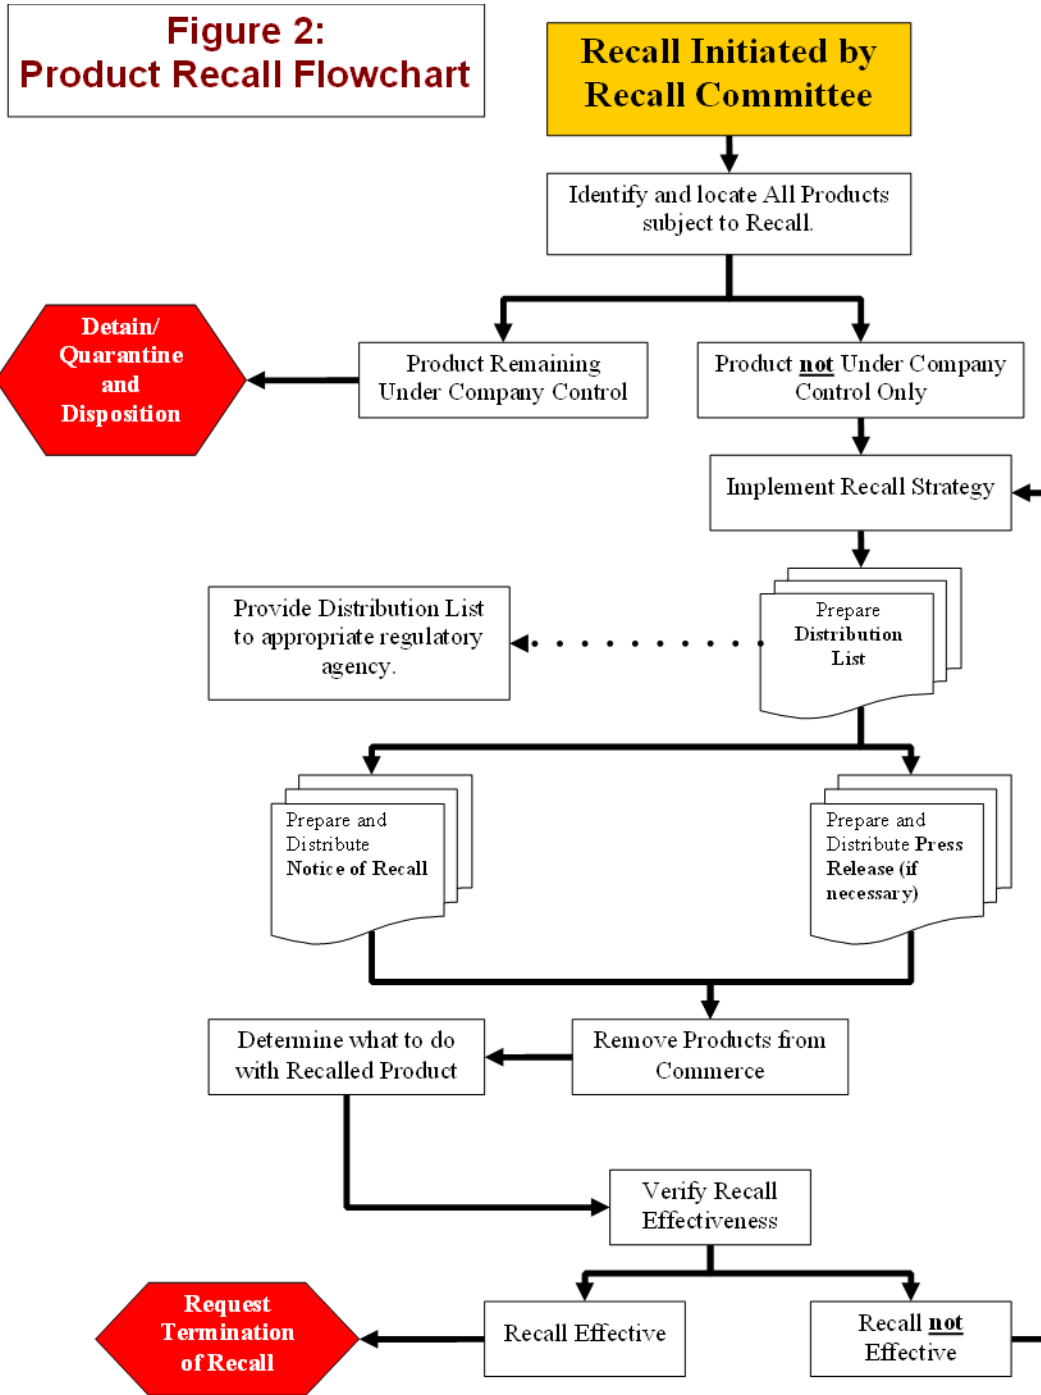 Figure 2:
Product Recall Flowchart
Recall Initiated by
Recall Committee
Identify and locate All Products
subject to Recall.
Detain/
Quarantine
and
Disposition
Product Remaining
Under Company Control
Product not Under Company
Control Only
Implement Recall Strategy
Provide Distribution List
to appropriate regulatory
agency.
Prepare
Distribution
List
Prepare and
Distribute
Notice of Recall
Prepare and
Distribute Press
Release (if
necessary)
Determine what to do
with Recalled Product
Remove Products from
Commerce
Verify Recall
Effectiveness
Request
Termination
of Recall
Recall Effective
Recall not
Effective